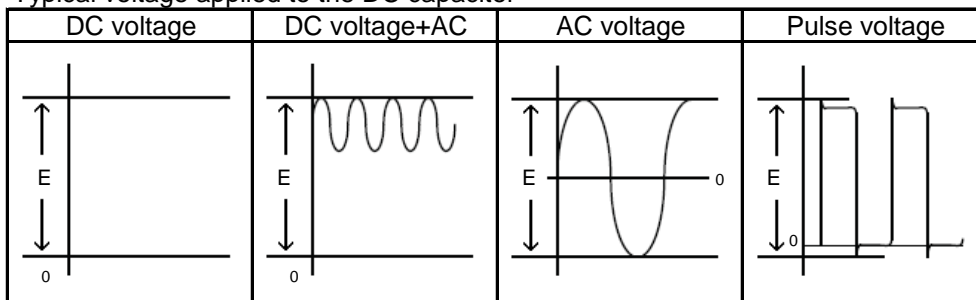 Typical voltage applied to the DC capacitor
DC voltage DC voltage+AC AC voltage Pulse voltage
E E E 0 E
0
0 0